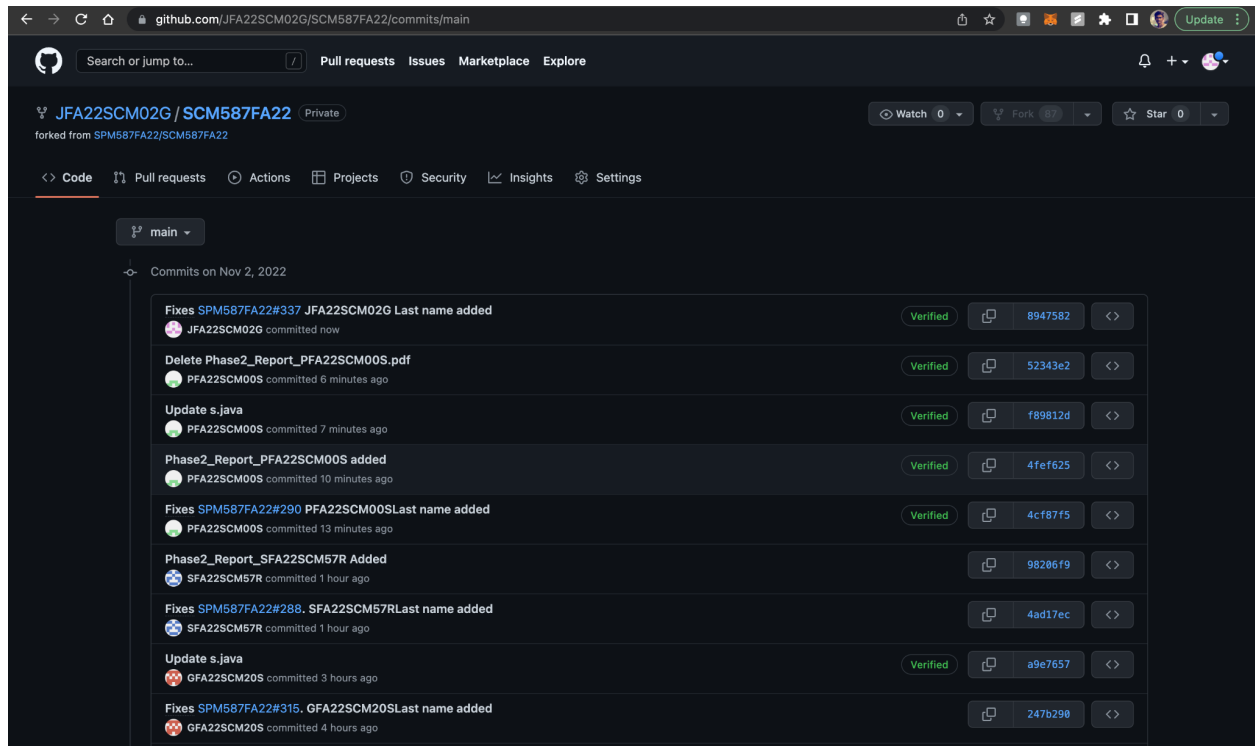 github.com/JFA22SCM02G/SCM587FA22/commits/main
Update
Search or jump to... /
Pull requests Issues Marketplace Explore
JFA22SCM02G / SCM587FA22 Private
Watch 0 Fork 87 Star 0
forked from SPM587FA22/SCM587FA22
Code Pull requests Actions Projects Security Insights Settings
main
Commits on Nov 2, 2022
Fixes SPM587FA22#337 JFA22SCM02G Last name added
JFA22SCM02G committed now
Verified 8947582
Delete Phase2_Report_PFA22SCM00S.pdf
PFA22SCM00S committed 6 minutes ago
Verified 52343e2
Update s.java
PFA22SCM00S committed 7 minutes ago
Verified f89812d
Phase2_Report_PFA22SCM00S added
PFA22SCM00S committed 10 minutes ago
Verified 4fef625
Fixes SPM587FA22#290 PFA22SCM00SLast name added
PFA22SCM00S committed 13 minutes ago
Verified 4cf87f5
Phase2_Report_SFA22SCM57R Added
SFA22SCM57R committed 1 hour ago
98206f9
Fixes SPM587FA22#288. SFA22SCM57RLast name added
SFA22SCM57R committed 1 hour ago
4ad17ec
Update s.java
GFA22SCM20S committed 3 hours ago
Verified a9e7657
Fixes SPM587FA22#315. GFA22SCM20SLast name added
GFA22SCM20S committed 4 hours ago
247b290